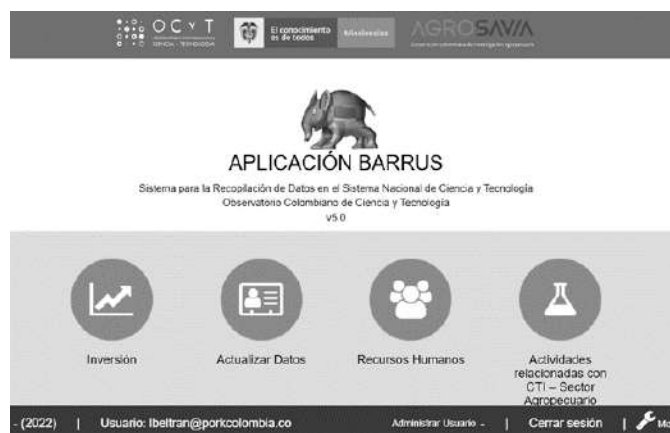 OCyT
El conocimiento
es de todos
Minciencias
AGROSAVIA
APLICACIÓN BARRUS
Sistema para la Recopilación de Datos en el Sistema Nacional de Ciencia y Tecnología
Observatorio Colombiano de Ciencia y Tecnología
V5.0
Inversión
Actualizar Datos
Recursos Humanos
Actividades
relacionadas con
CTI – Sector
Agropecuario
- (2022) | Usuario: lbeltran@porkcolombia.co Administrar Usuario - | Cerrar sesión |